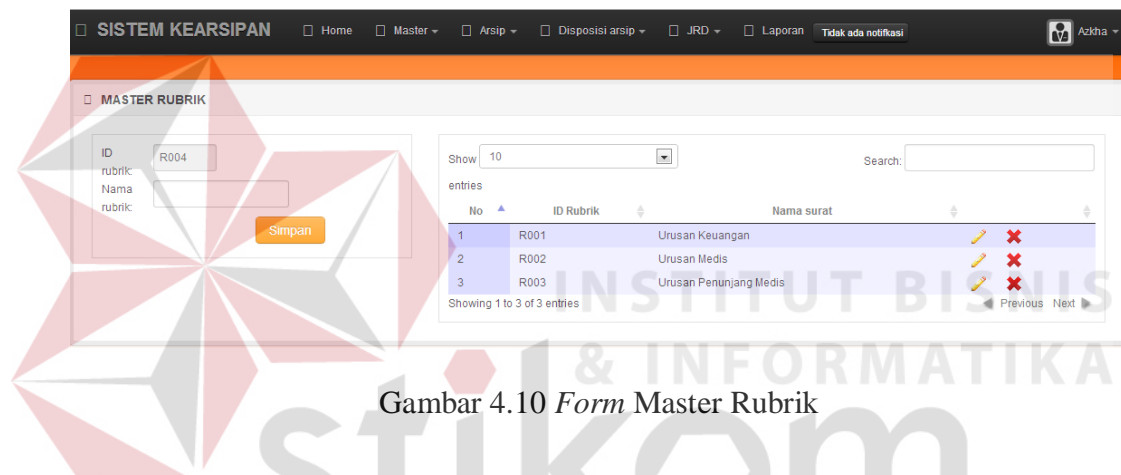 SISTEM KEARSIPAN Home Master Arsip Disposisi arsip JRD Laporan Tidak ada notifkasi Azkha
MASTER RUBRIK
ID rubrik: R004
Nama rubrik:
Simpan
Show 10 entries
Search:
No ID Rubrik Nama surat
1 R001 Urusan Keuangan
2 R002 Urusan Medis
3 R003 Urusan Penunjang Medis
Showing 1 to 3 of 3 entries
Previous Next
INSTITUT BISNIS
& INFORMATIKA
Gambar 4.10 Form Master Rubrik
stikom